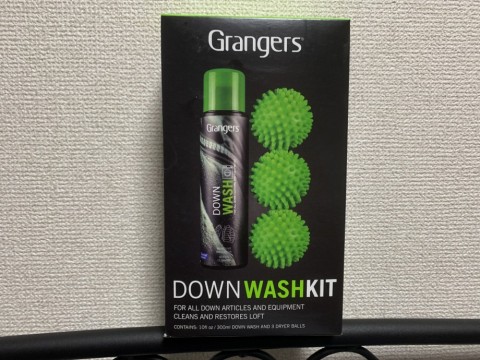 Grangers®
Grangers
DOWN
WASH
DOWN WASH KIT
FOR ALL DOWN ARTICLES AND EQUIPMENT
CLEANS AND RESTORES LOFT
CONTAINS: 10fl oz / 300ml DOWN WASH AND 3 DRYER BALLS